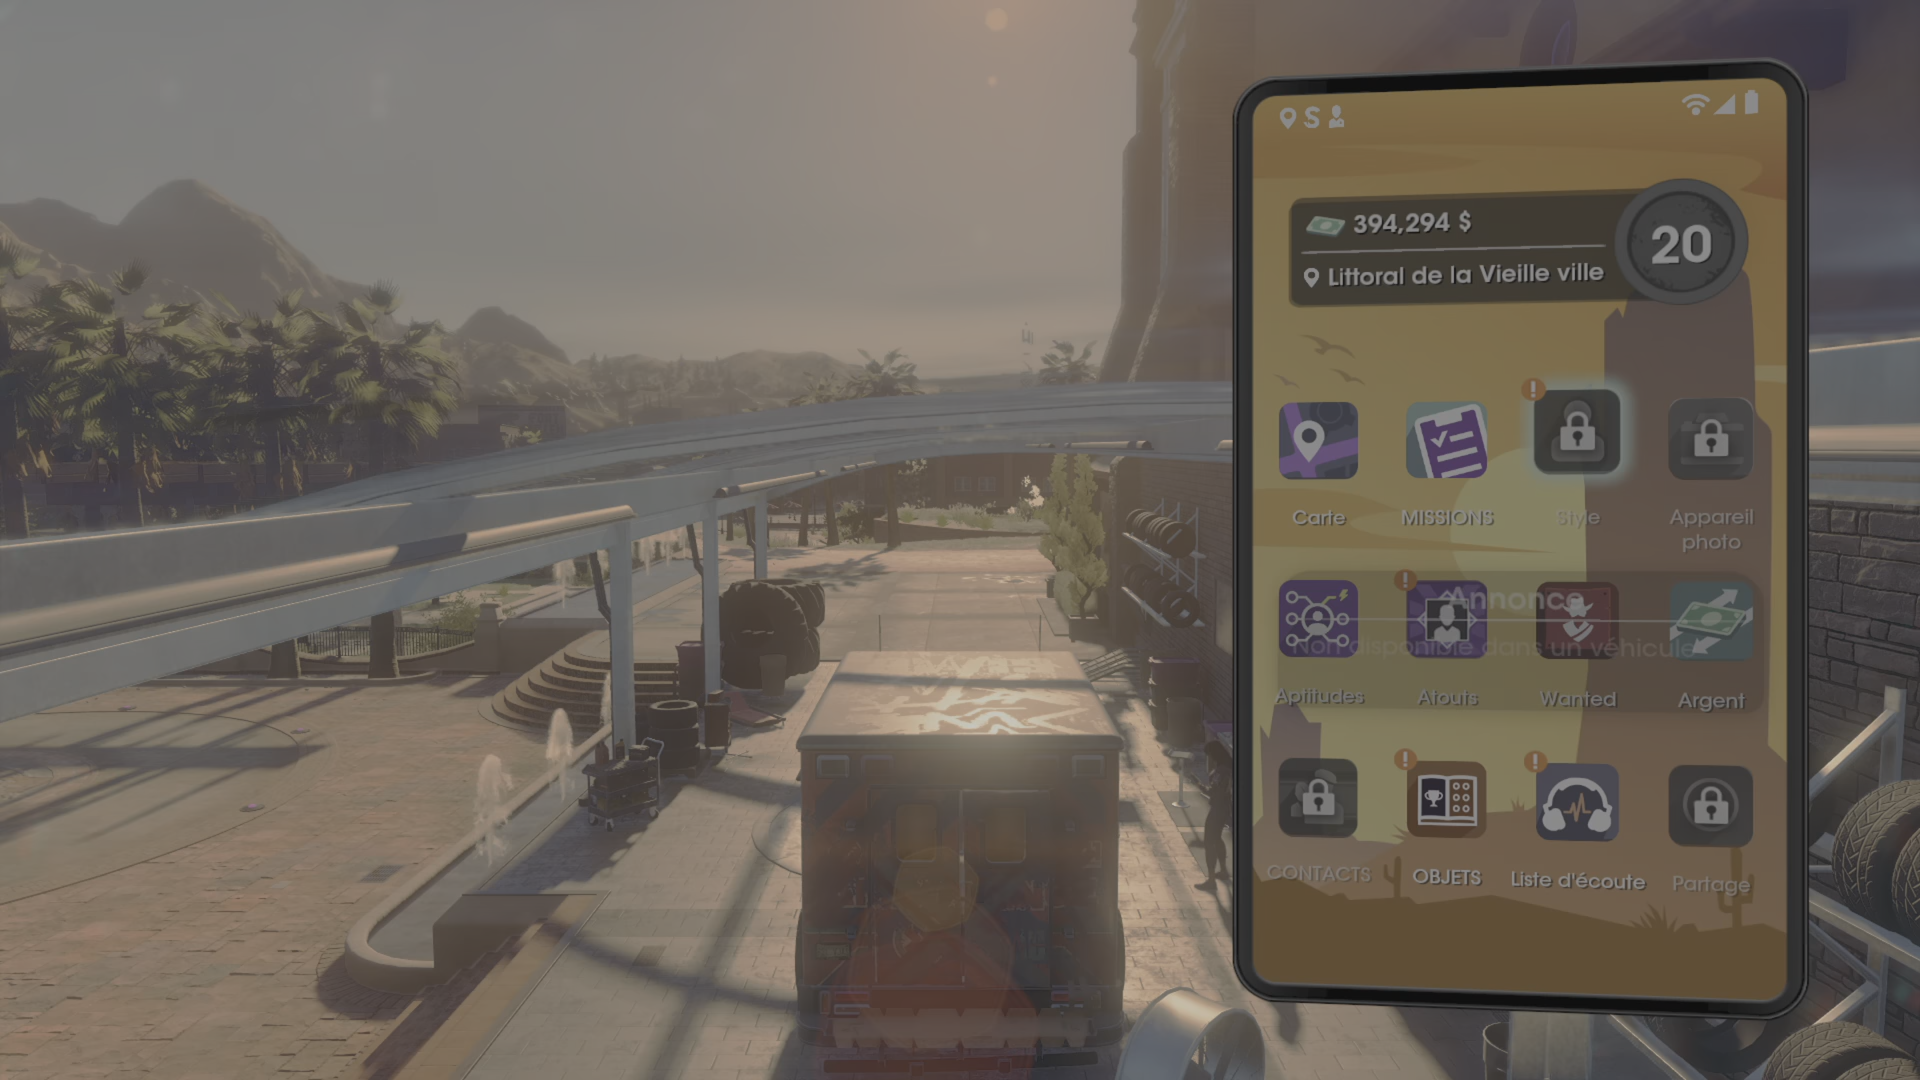 S
394,294 $
20
Littoral de la Vieille ville
!
Carte
MISSIONS
Style
Appareil
photo
!
Annonce
Non disponible dans un véhicule
Aptitudes
Atouts
Wanted
Argent
!
!
CONTACTS
OBJETS
Liste d'écoute
Partage